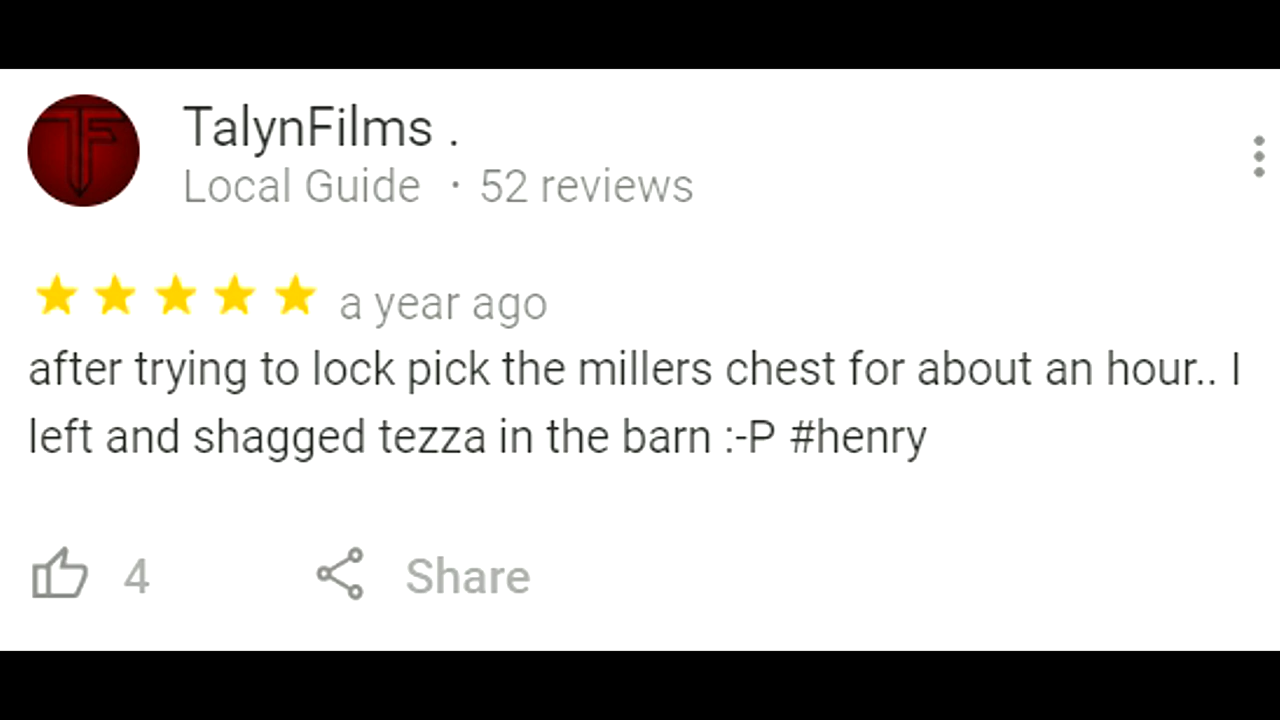 TF
TalynFilms .
Local Guide · 52 reviews
a year ago
after trying to lock pick the millers chest for about an hour.. I
left and shagged tezza in the barn :-P #henry
4 Share